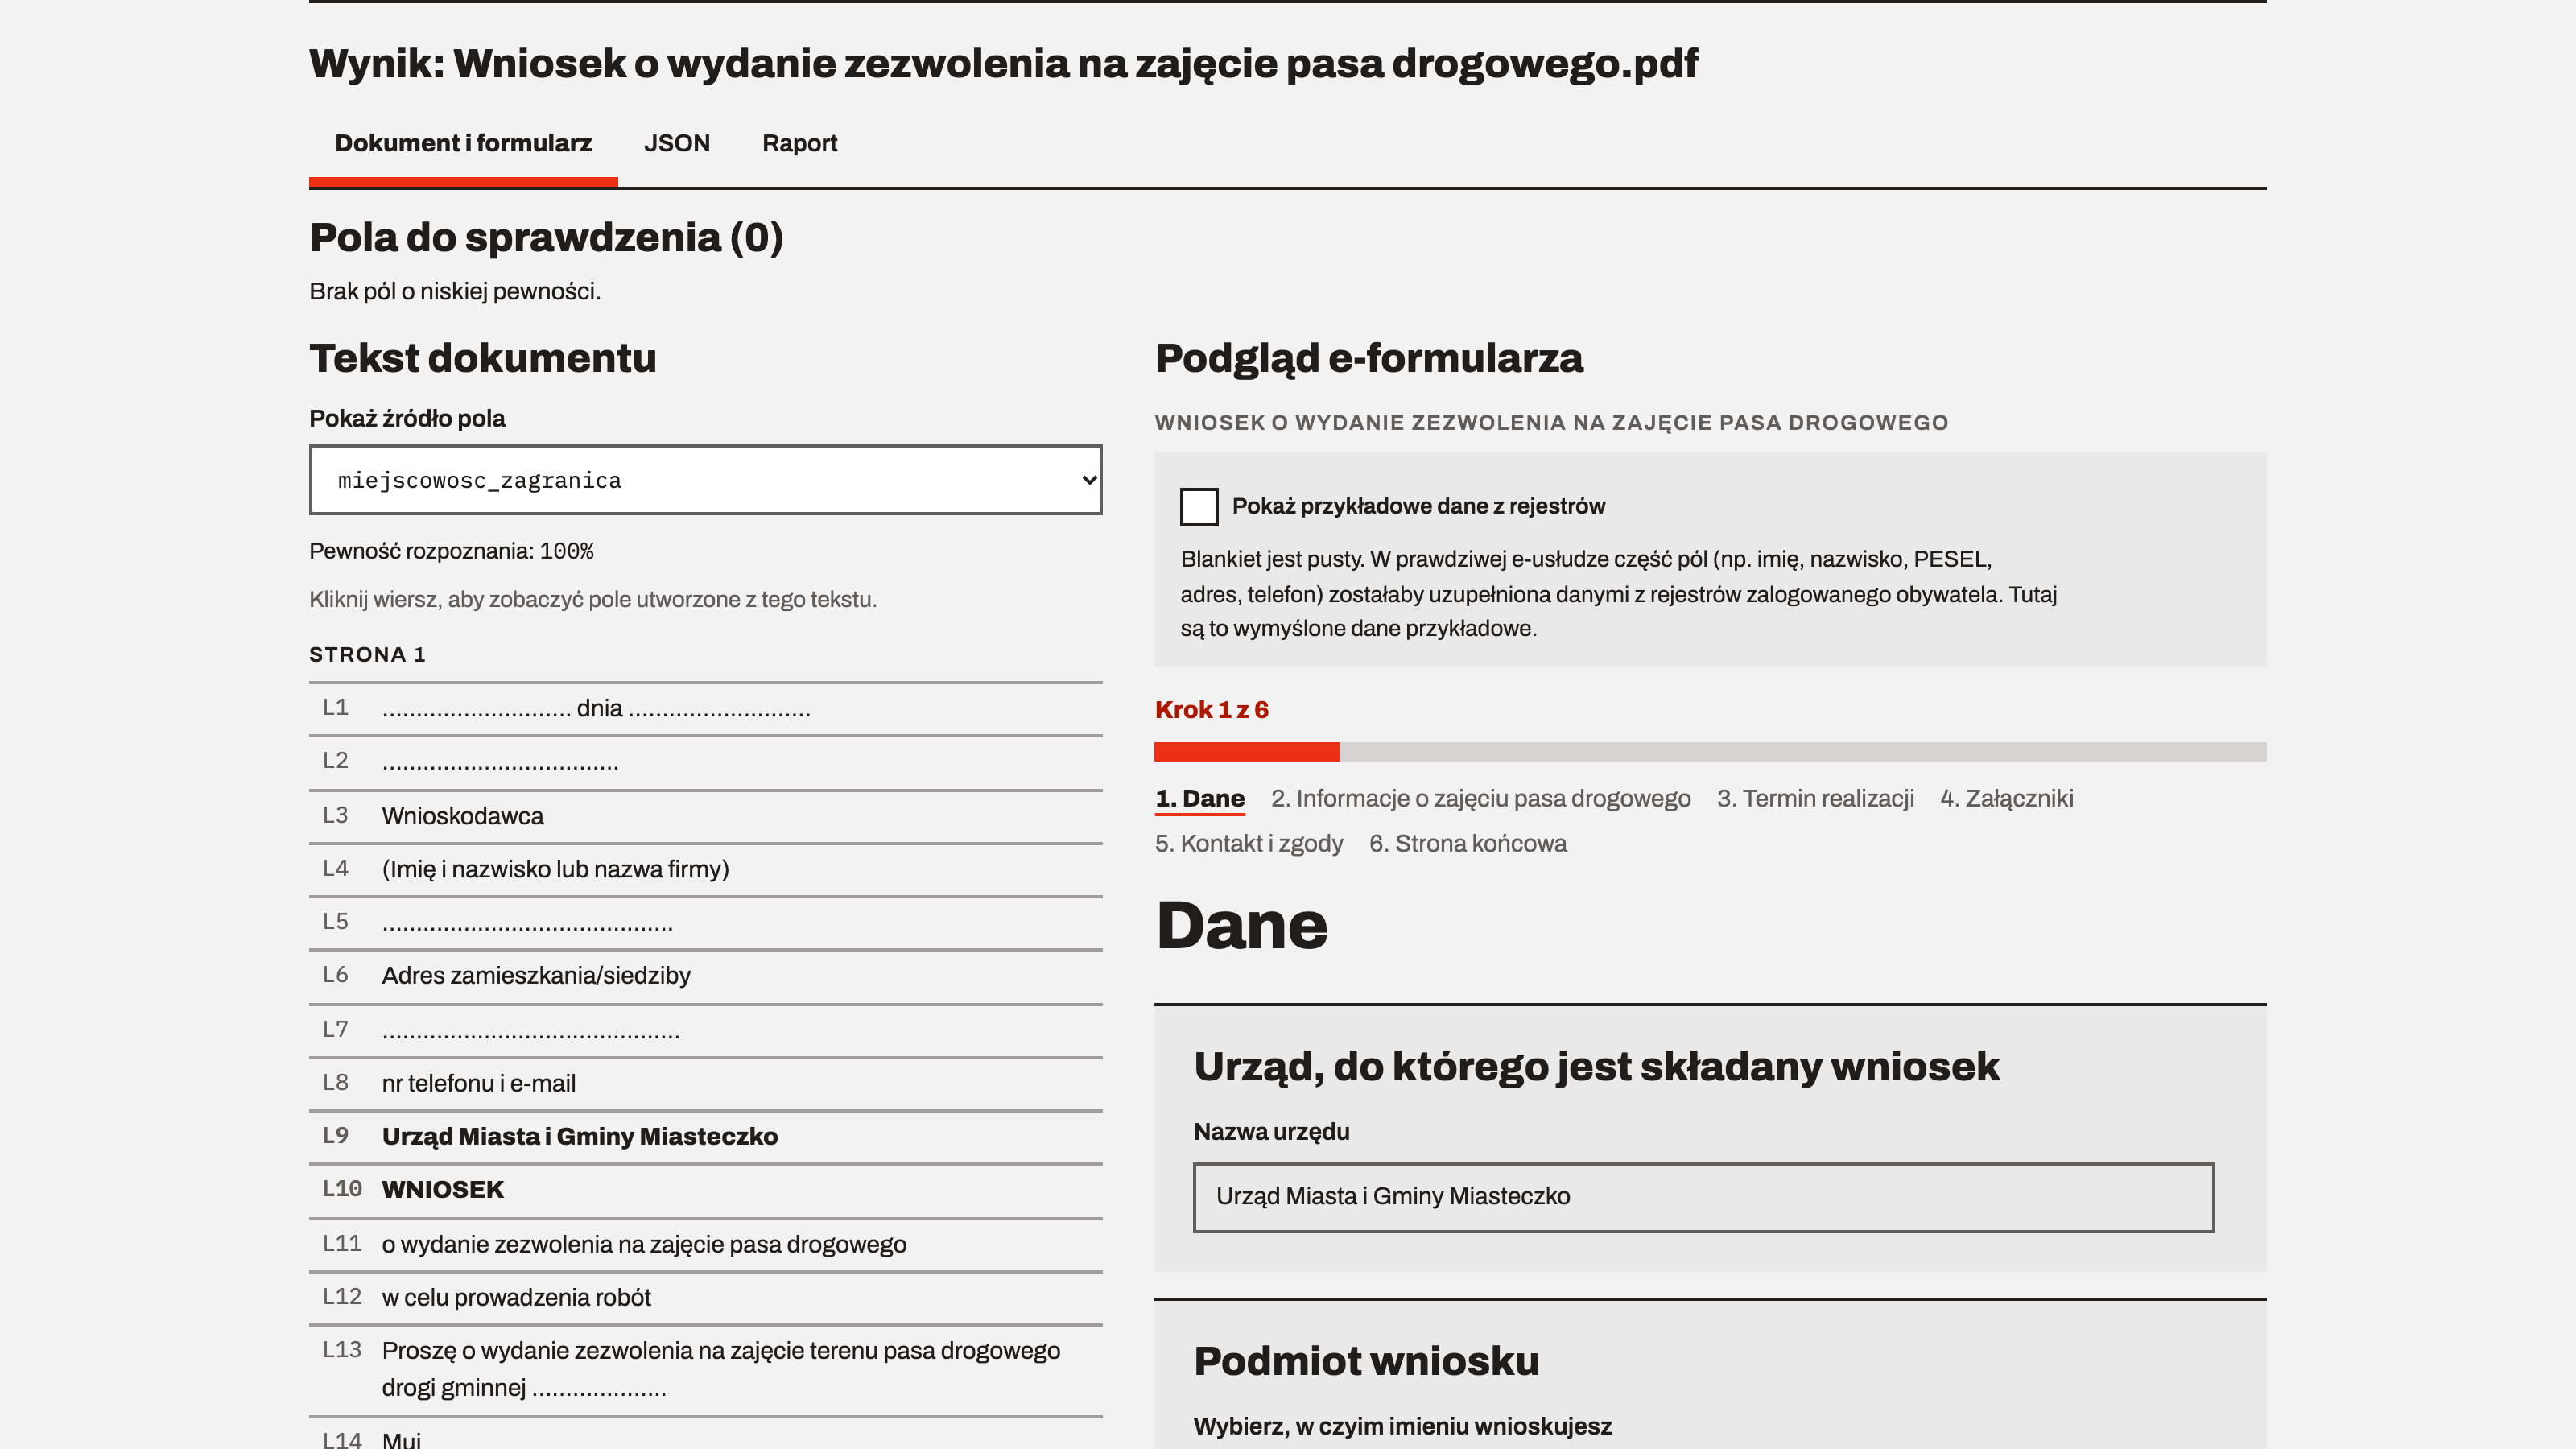 Wynik: Wniosek o wydanie zezwolenia na zajęcie pasa drogowego.pdf
Dokument i formularz JSON Raport
Pola do sprawdzenia (0)
Brak pól o niskiej pewności.
Tekst dokumentu
Pokaż źródło pola
miejscowosc_zagranica
Pewność rozpoznania: 100%
Kliknij wiersz, aby zobaczyć pole utworzone z tego tekstu.
STRONA 1
L1 ............................ dnia ...........................
L2 ...................................
L3 Wnioskodawca
L4 (Imię i nazwisko lub nazwa firmy)
L5 ...........................................
L6 Adres zamieszkania/siedziby
L7 ............................................
L8 nr telefonu i e-mail
L9 Urząd Miasta i Gminy Miasteczko
L10 WNIOSEK
L11 o wydanie zezwolenia na zajęcie pasa drogowego
L12 w celu prowadzenia robót
L13 Proszę o wydanie zezwolenia na zajęcie terenu pasa drogowego
drogi gminnej ....................
L14 Mui
Podgląd e-formularza
WNIOSEK O WYDANIE ZEZWOLENIA NA ZAJĘCIE PASA DROGOWEGO
Pokaż przykładowe dane z rejestrów
Blankiet jest pusty. W prawdziwej e-usłudze część pól (np. imię, nazwisko, PESEL,
adres, telefon) zostałaby uzupełniona danymi z rejestrów zalogowanego obywatela. Tutaj
są to wymyślone dane przykładowe.
Krok 1 z 6
1. Dane 2. Informacje o zajęciu pasa drogowego 3. Termin realizacji 4. Załączniki
5. Kontakt i zgody 6. Strona końcowa
Dane
Urząd, do którego jest składany wniosek
Nazwa urzędu
Urząd Miasta i Gminy Miasteczko
Podmiot wniosku
Wybierz, w czyim imieniu wnioskujesz